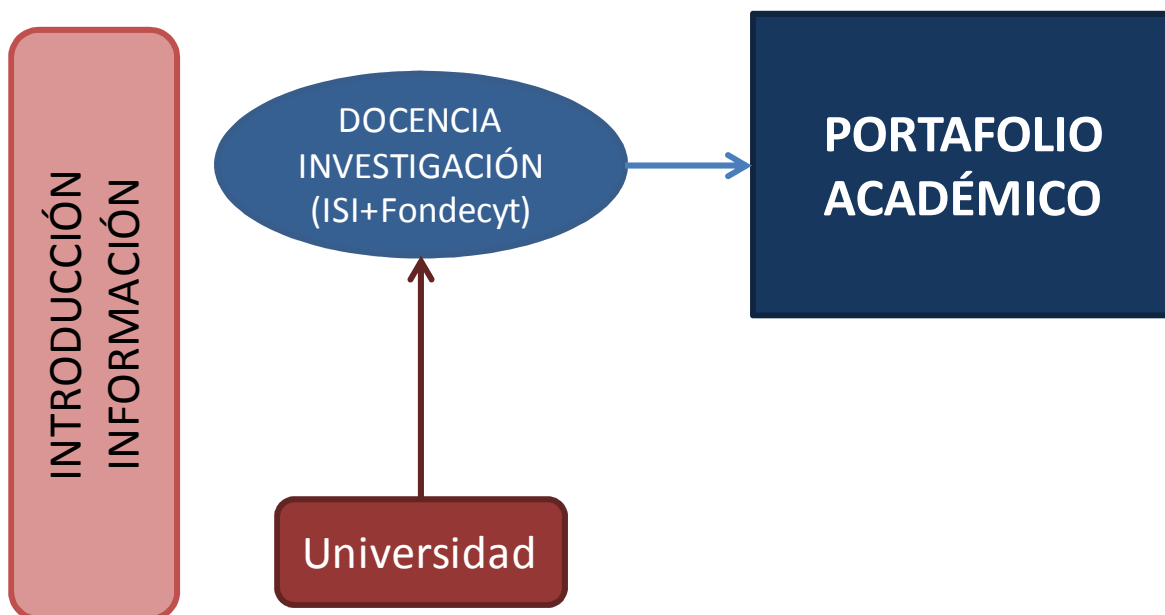 INTRODUCCIÓN
INFORMACIÓN
DOCENCIA
INVESTIGACIÓN
(ISI+Fondecyt)
PORTAFOLIO
ACADÉMICO
Universidad